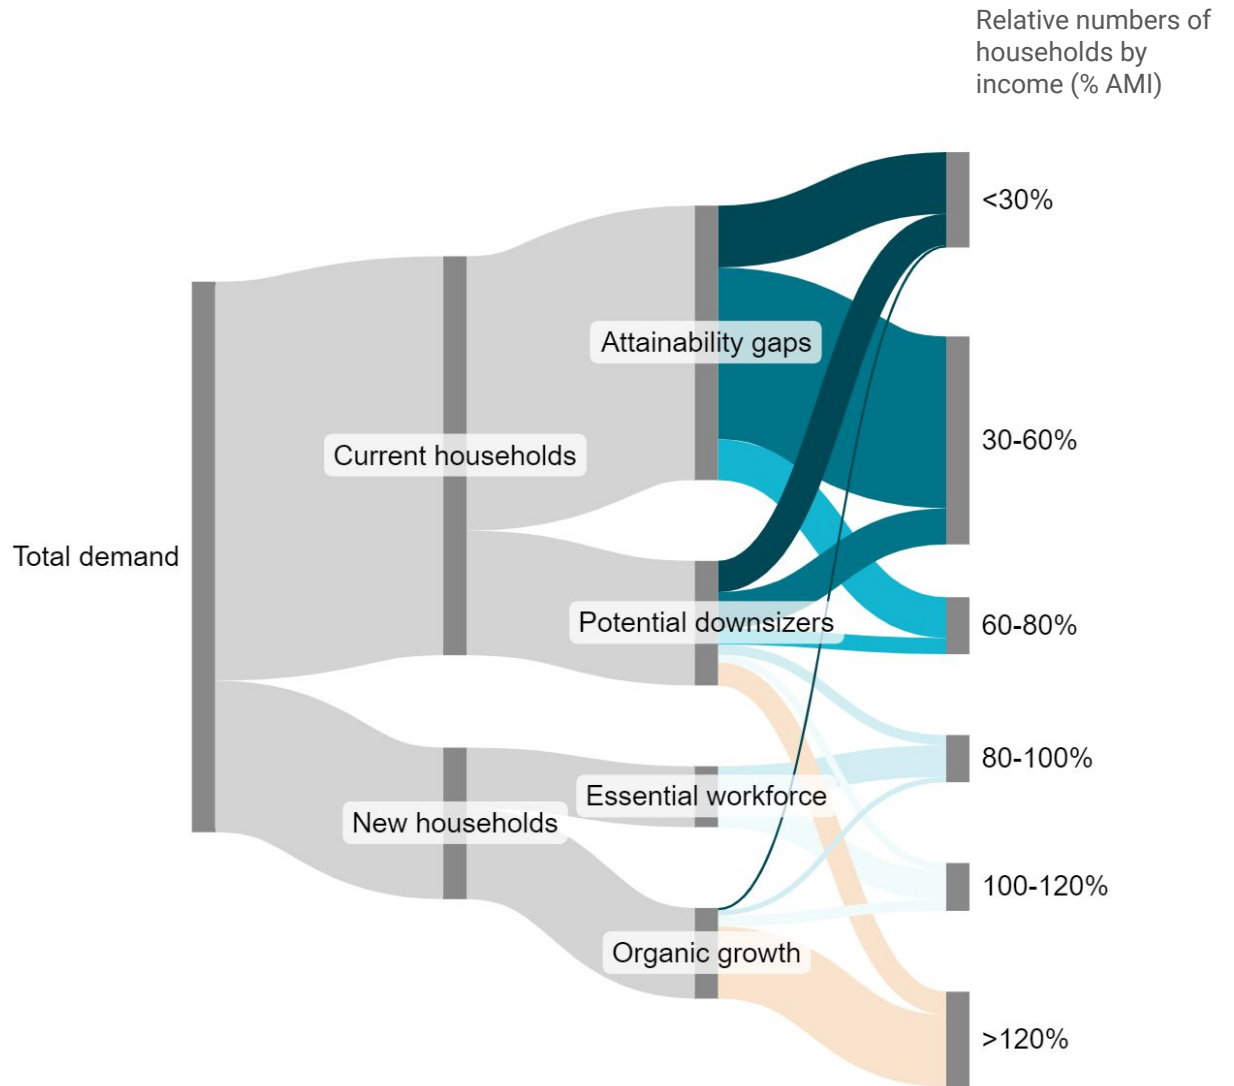 Relative numbers of
households by
income (% AMI)
<30%
Attainability gaps
30-60%
Current households
Total demand
Potential downsizers
60-80%
80-100%
Essential workforce
New households
100-120%
Organic growth
>120%